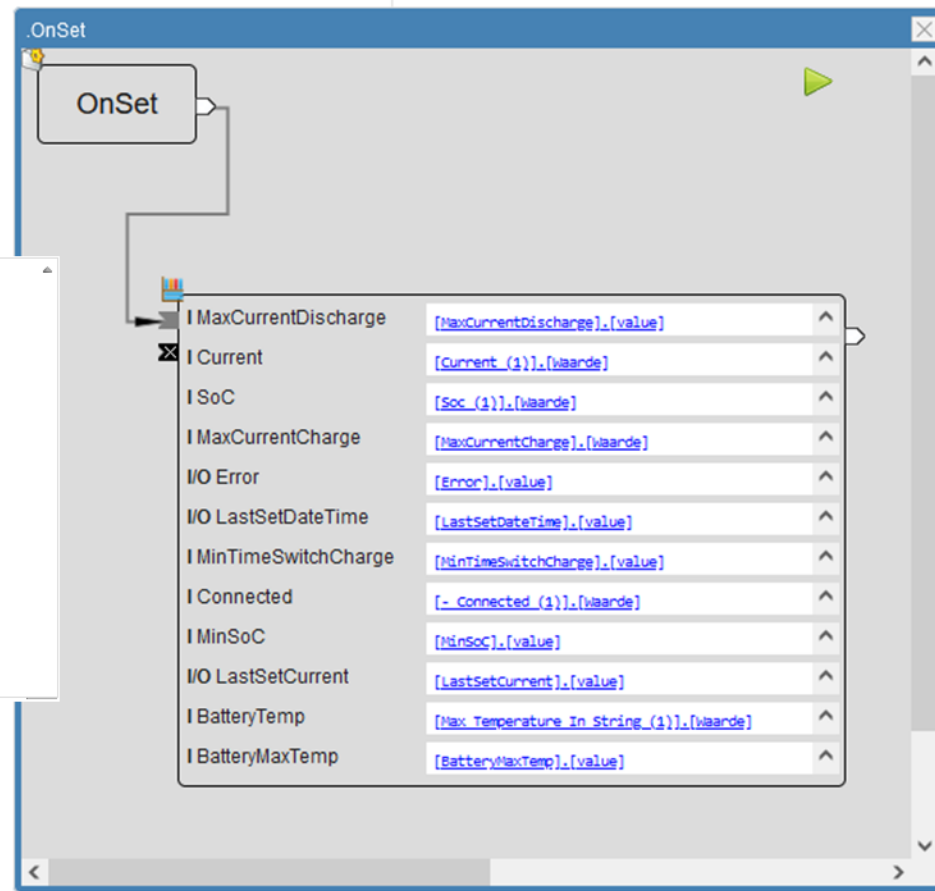 .OnSet
OnSet
I MaxCurrentDischarge [MaxCurrentDischarge].[value]
I Current [Current (1)].[Waarde]
I SoC [Soc (1)].[Waarde]
I MaxCurrentCharge [MaxCurrentCharge].[Waarde]
I/O Error [Error].[value]
I/O LastSetDateTime [LastSetDateTime].[value]
I MinTimeSwitchCharge [MinTimeSwitchCharge].[value]
I Connected [- Connected (1)].[Waarde]
I MinSoC [MinSoC].[value]
I/O LastSetCurrent [LastSetCurrent].[value]
I BatteryTemp [Max Temperature In String (1)].[Waarde]
I BatteryMaxTemp [BatteryMaxTemp].[value]